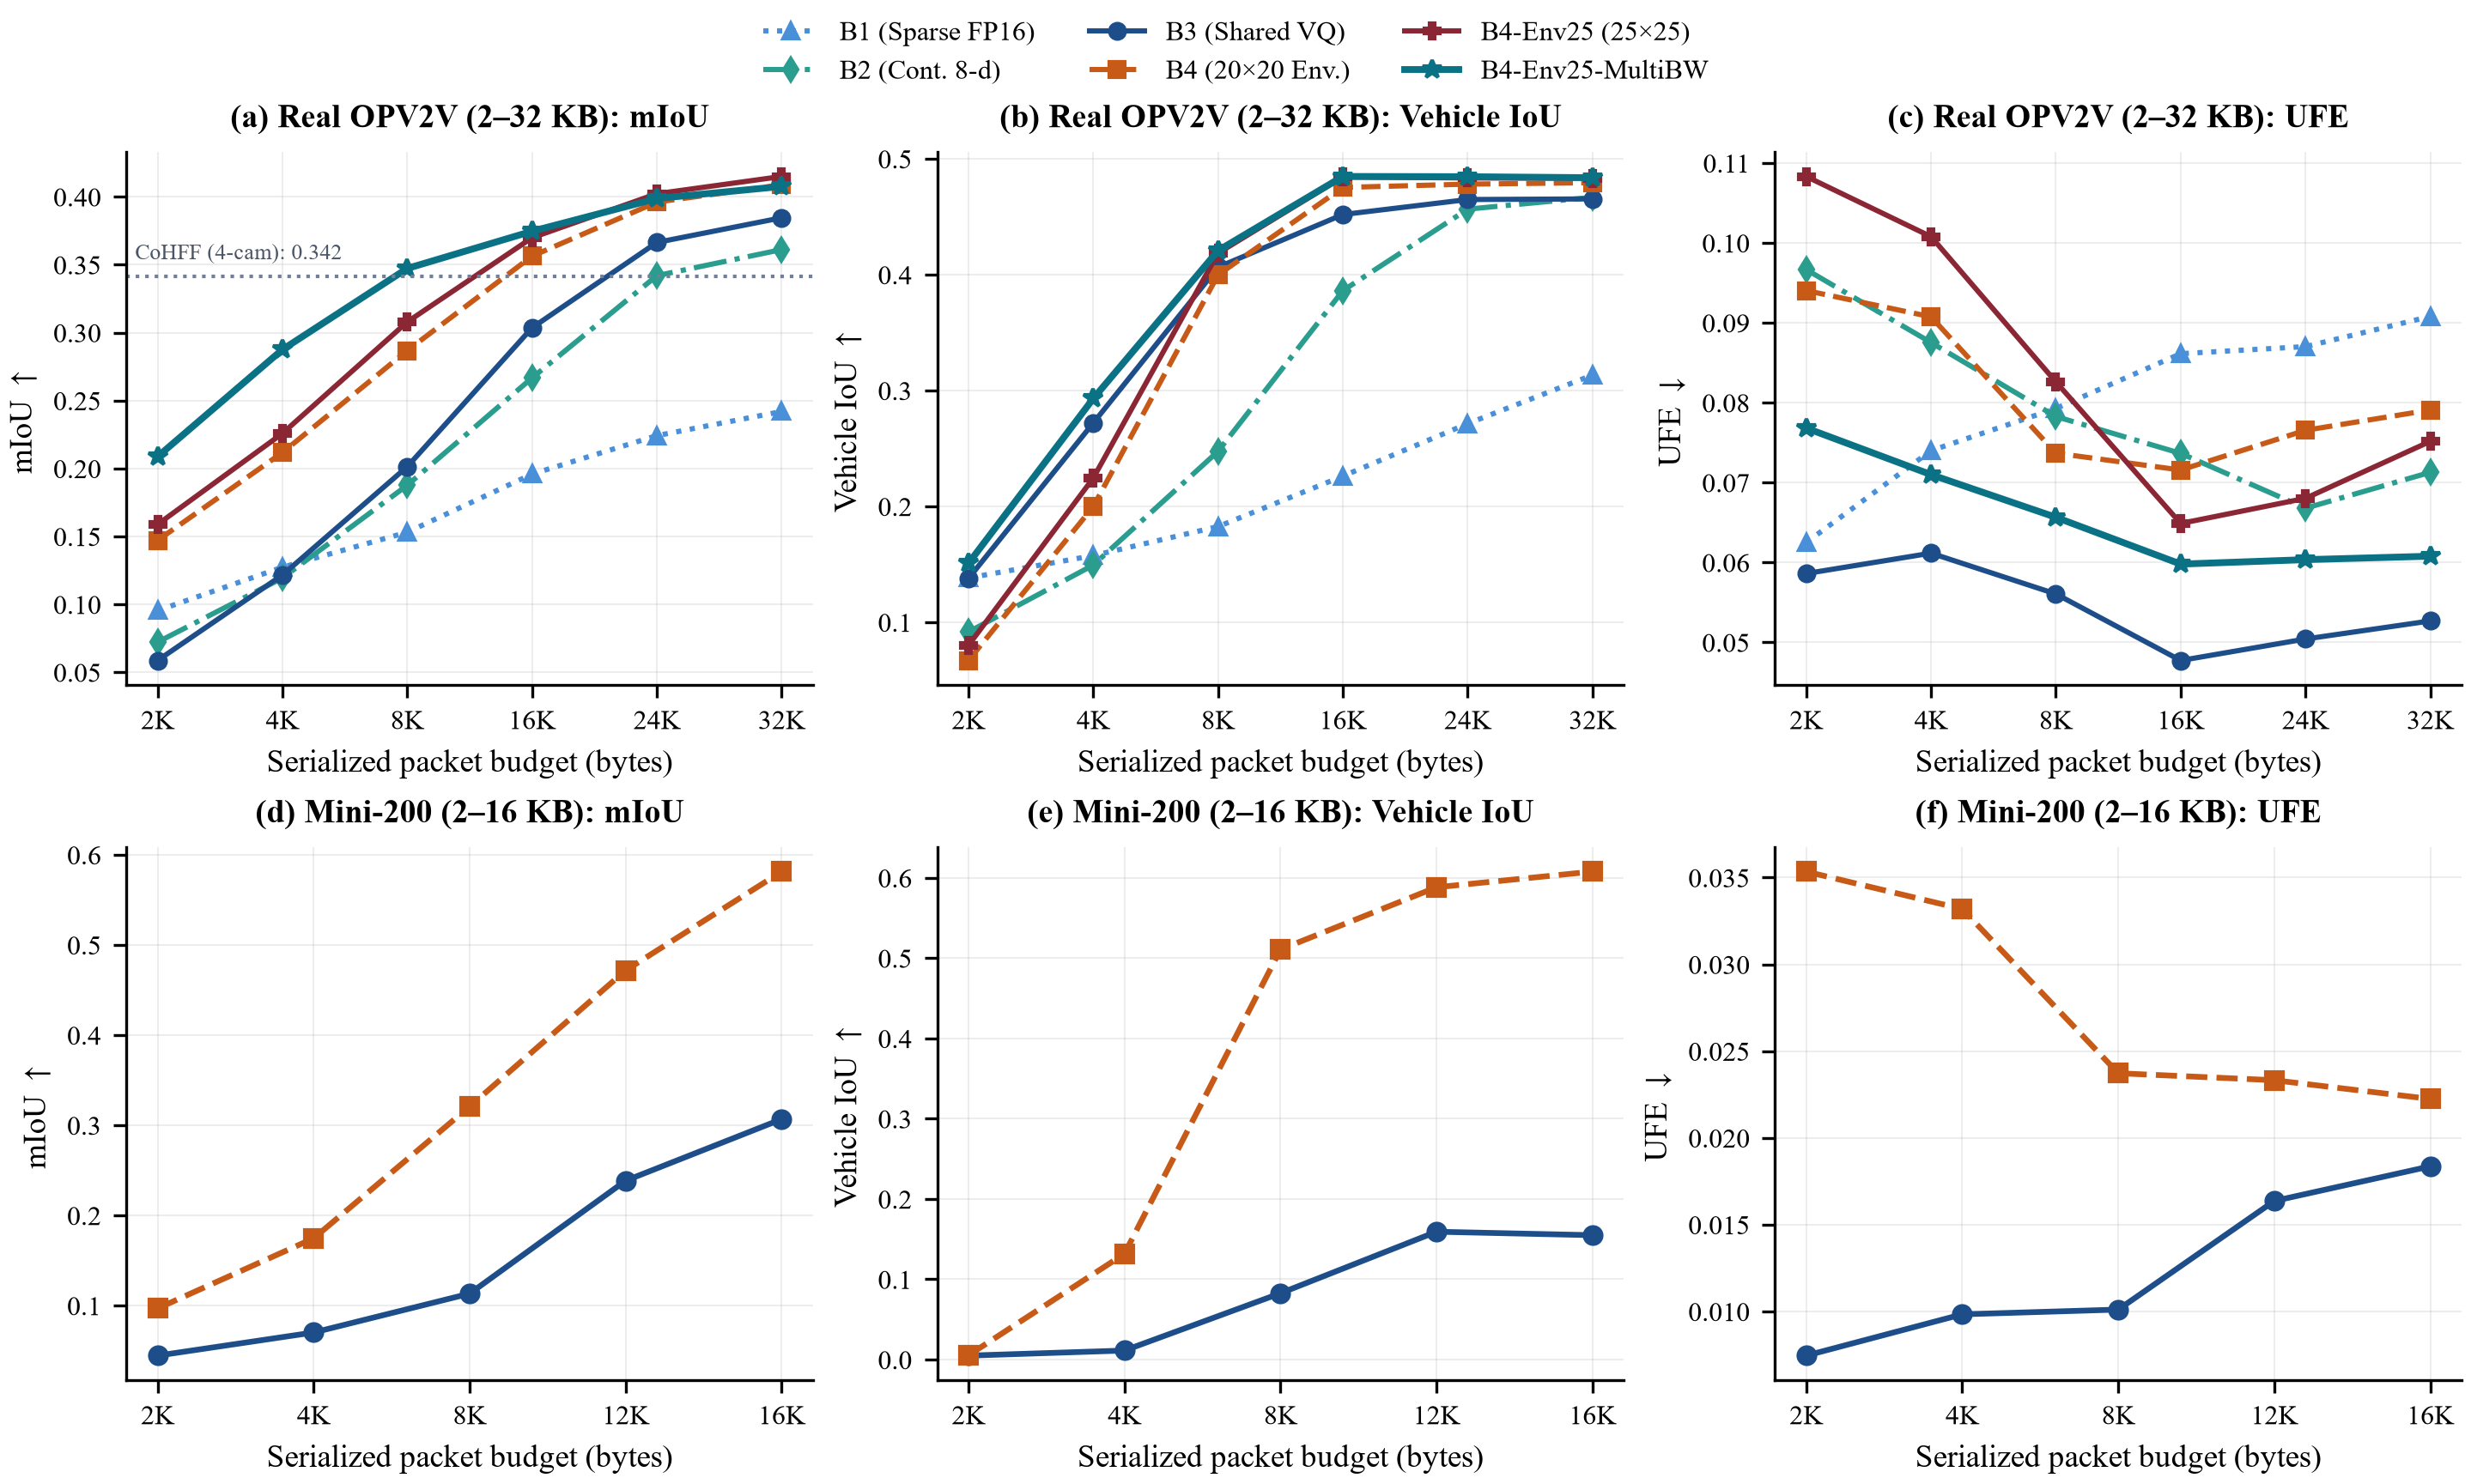 B1 (Sparse FP16)
B3 (Shared VQ)
B4-Env25 (25×25)
B2 (Cont. 8-d)
B4 (20×20 Env.)
B4-Env25-MultiBW
(a) Real OPV2V (2–32 KB): mIoU
mIoU ↑
0.40
0.35
0.30
0.25
0.20
0.15
0.10
0.05
CoHFF (4-cam): 0.342
2K 4K 8K 16K 24K 32K
Serialized packet budget (bytes)
(b) Real OPV2V (2–32 KB): Vehicle IoU
Vehicle IoU ↑
0.5
0.4
0.3
0.2
0.1
2K 4K 8K 16K 24K 32K
Serialized packet budget (bytes)
(c) Real OPV2V (2–32 KB): UFE
UFE ↓
0.11
0.10
0.09
0.08
0.07
0.06
0.05
2K 4K 8K 16K 24K 32K
Serialized packet budget (bytes)
(d) Mini-200 (2–16 KB): mIoU
mIoU ↑
0.6
0.5
0.4
0.3
0.2
0.1
2K 4K 8K 12K 16K
Serialized packet budget (bytes)
(e) Mini-200 (2–16 KB): Vehicle IoU
Vehicle IoU ↑
0.6
0.5
0.4
0.3
0.2
0.1
0.0
2K 4K 8K 12K 16K
Serialized packet budget (bytes)
(f) Mini-200 (2–16 KB): UFE
UFE ↓
0.035
0.030
0.025
0.020
0.015
0.010
2K 4K 8K 12K 16K
Serialized packet budget (bytes)